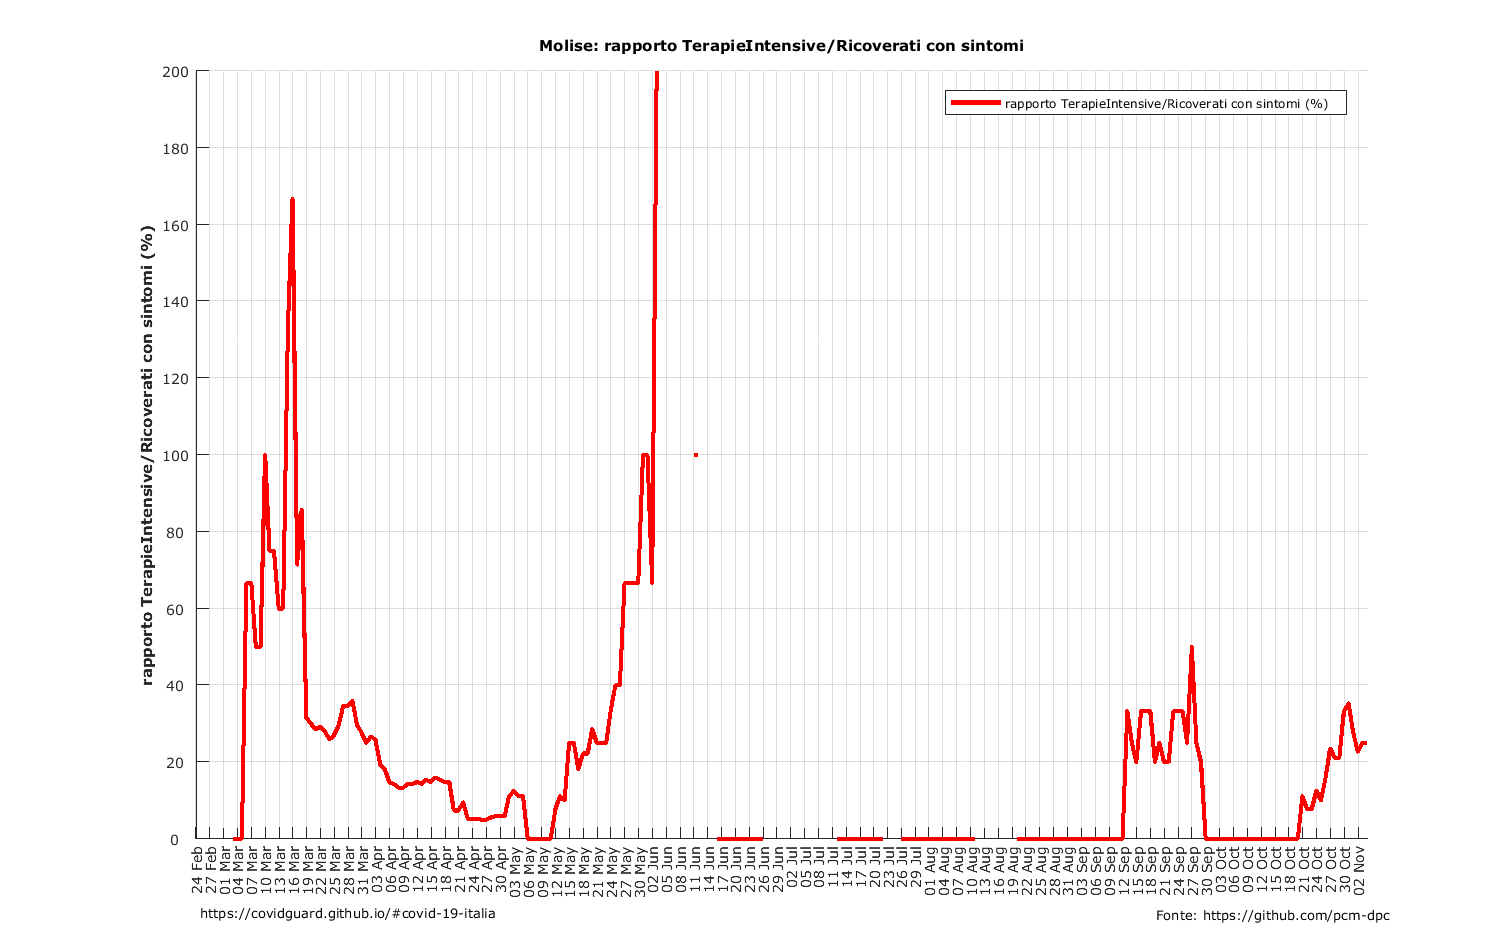 Molise: rapporto TerapieIntensive/Ricoverati con sintomi
rapporto TerapieIntensive/Ricoverati con sintomi (%)
rapporto TerapieIntensive/Ricoverati con sintomi (%)
200
180
160
140
120
100
80
60
40
20
0
24 Feb
27 Feb
01 Mar
04 Mar
07 Mar
10 Mar
13 Mar
16 Mar
19 Mar
22 Mar
25 Mar
28 Mar
31 Mar
03 Apr
06 Apr
09 Apr
12 Apr
15 Apr
18 Apr
21 Apr
24 Apr
27 Apr
30 Apr
03 May
06 May
09 May
12 May
15 May
18 May
21 May
24 May
27 May
30 May
02 Jun
05 Jun
08 Jun
11 Jun
14 Jun
17 Jun
20 Jun
23 Jun
26 Jun
29 Jun
02 Jul
05 Jul
08 Jul
11 Jul
14 Jul
17 Jul
20 Jul
23 Jul
26 Jul
29 Jul
01 Aug
04 Aug
07 Aug
10 Aug
13 Aug
16 Aug
19 Aug
22 Aug
25 Aug
28 Aug
31 Aug
03 Sep
06 Sep
09 Sep
12 Sep
15 Sep
18 Sep
21 Sep
24 Sep
27 Sep
30 Sep
03 Oct
06 Oct
09 Oct
12 Oct
15 Oct
18 Oct
21 Oct
24 Oct
27 Oct
30 Oct
02 Nov
https://covidguard.github.io/#covid-19-italia
Fonte: https://github.com/pcm-dpc